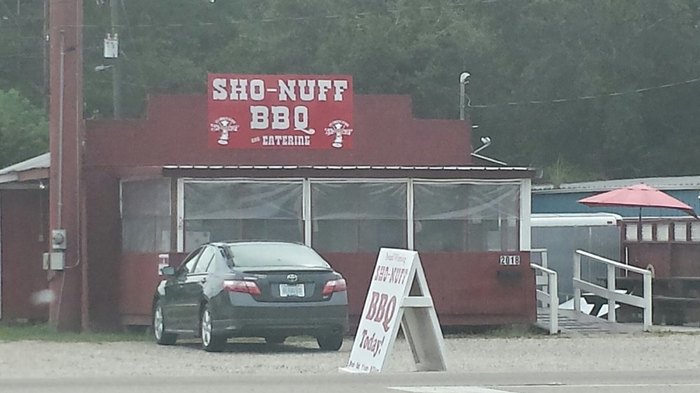 SHO-NUFF
BBQ
AND CATERING
2016
SHO-NUFF
BBQ
Today!